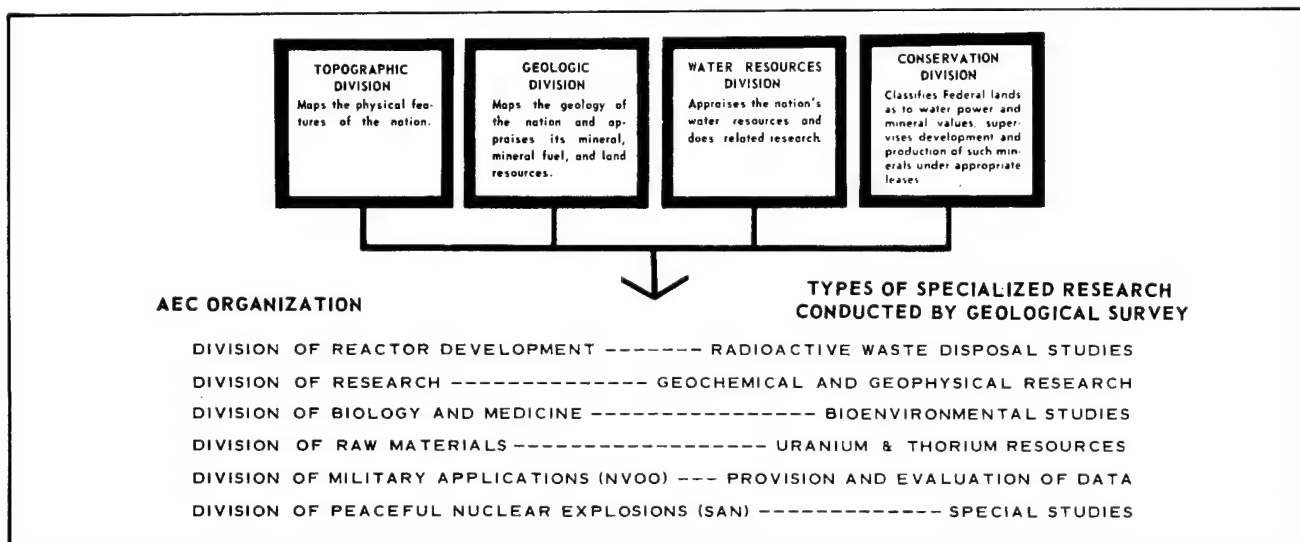 TOPOGRAPHIC
DIVISION
Maps the physical fea-
tures of the nation.
GEOLOGIC
DIVISION
Maps the geology of
the nation and ap-
praises its mineral,
mineral fuel, and land
resources.
WATER RESOURCES
DIVISION
Appraises the nation's
water resources and
does related research.
CONSERVATION
DIVISION
Classifies Federal lands
as to water power and
mineral values, super-
vises development and
production of such min-
erals under appropriate
leases.
AEC ORGANIZATION
TYPES OF SPECIALIZED RESEARCH
CONDUCTED BY GEOLOGICAL SURVEY
DIVISION OF REACTOR DEVELOPMENT ------- RADIOACTIVE WASTE DISPOSAL STUDIES
DIVISION OF RESEARCH -------------- GEOCHEMICAL AND GEOPHYSICAL RESEARCH
DIVISION OF BIOLOGY AND MEDICINE ---------------- BIOENVIRONMENTAL STUDIES
DIVISION OF RAW MATERIALS ------------------ URANIUM & THORIUM RESOURCES
DIVISION OF MILITARY APPLICATIONS (NVOO) --- PROVISION AND EVALUATION OF DATA
DIVISION OF PEACEFUL NUCLEAR EXPLOSIONS (SAN) ------------- SPECIAL STUDIES